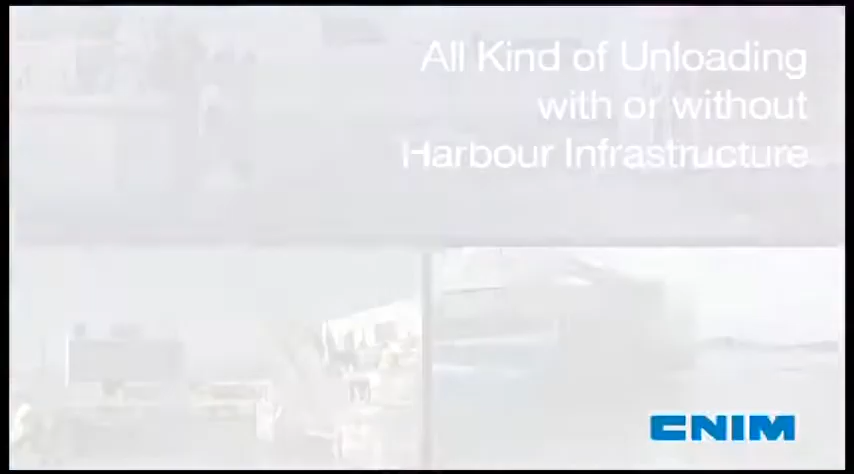 All Kind of Unloading
with or without
Harbour Infrastructure
CNIM